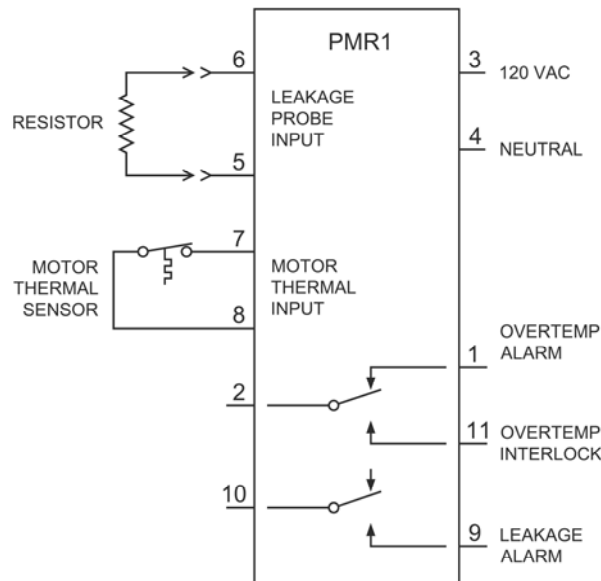 PMR1
6
3
120 VAC
LEAKAGE
PROBE
INPUT
RESISTOR
4
NEUTRAL
5
7
MOTOR
THERMAL
SENSOR
MOTOR
THERMAL
INPUT
8
1
OVERTEMP
ALARM
2
11
OVERTEMP
INTERLOCK
10
9
LEAKAGE
ALARM